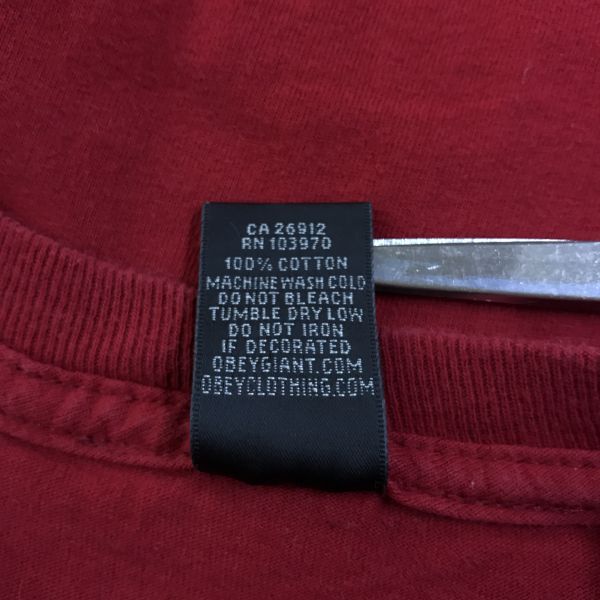 CA 26912
RN 103970
100% COTTON
MACHINE WASH COLD
DO NOT BLEACH
TUMBLE DRY LOW
DO NOT IRON
IF DECORATED
OBEYGIANT.COM
OBEYCLOTHING.COM